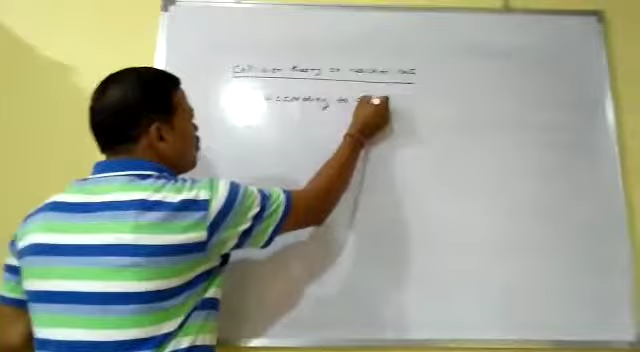 Collision theory of reaction rate
According to